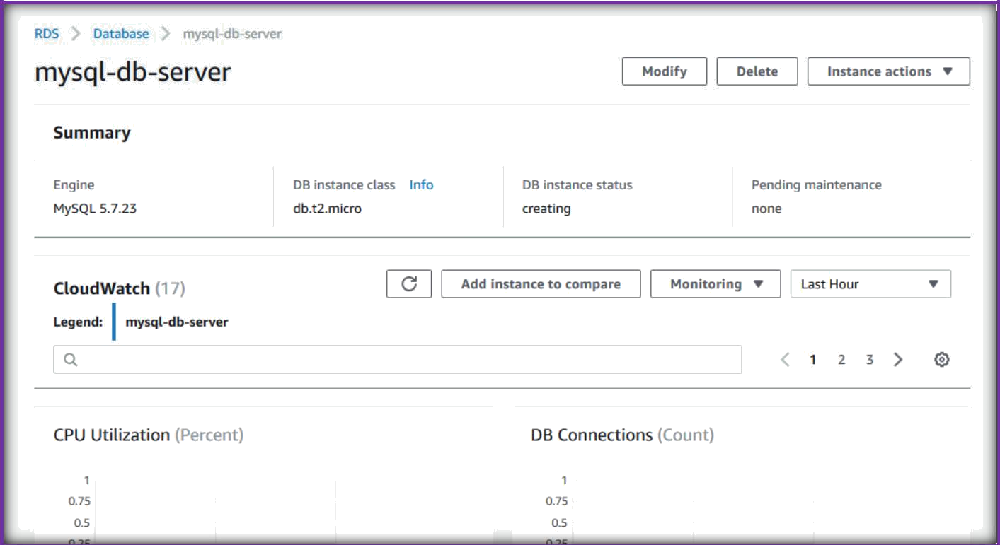 RDS > Database > mysql-db-server
mysql-db-server
Modify Delete Instance actions
Summary
Engine DB instance class Info DB instance status Pending maintenance
MySQL 5.7.23 db.t2.micro creating none
CloudWatch (17) Add instance to compare Monitoring Last Hour
Legend: mysql-db-server
1 2 3
CPU Utilization (Percent) DB Connections (Count)
1 1
0.75 0.75
0.5 0.5
0.25 0.25